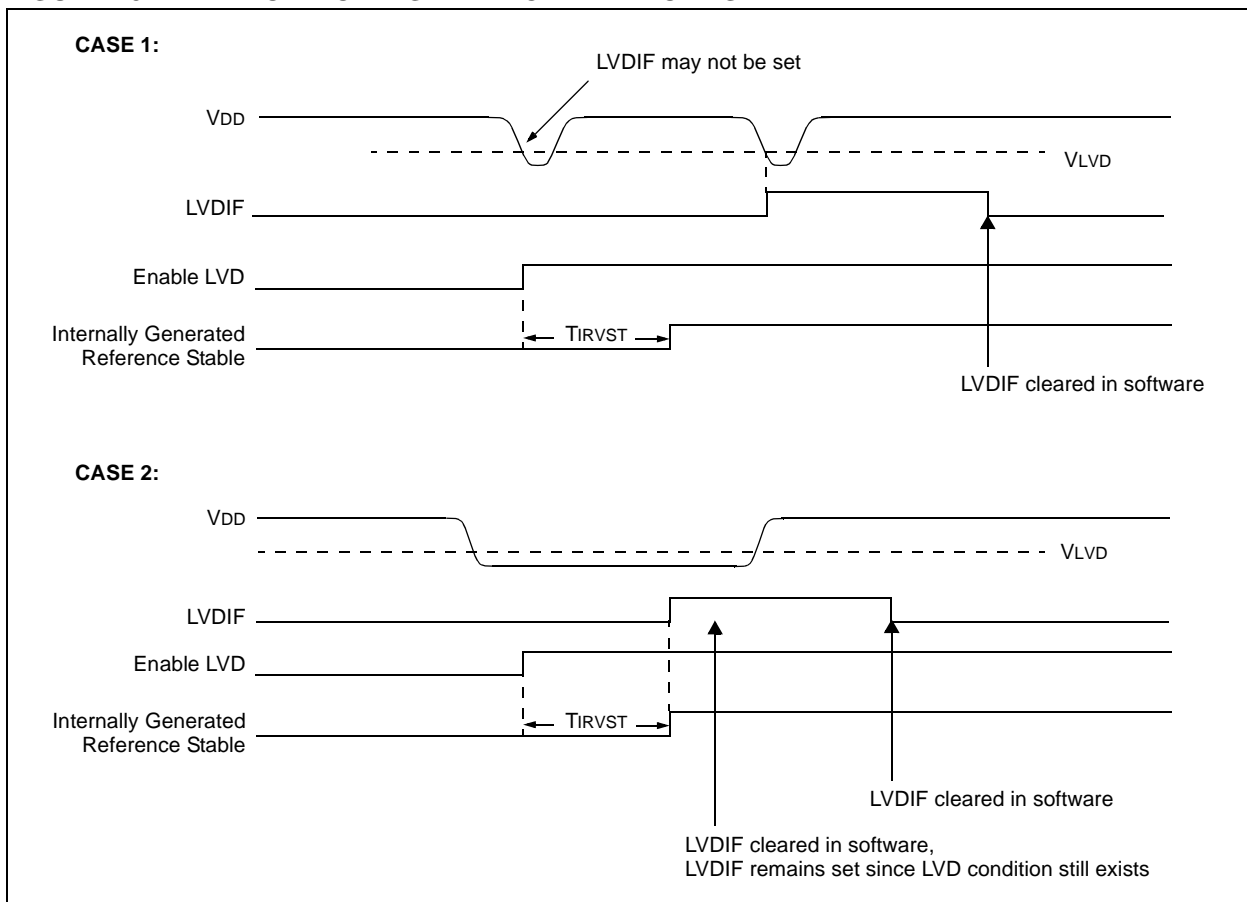 CASE 1:
LVDIF may not be set
VDD
VLVD
LVDIF
Enable LVD
Internally Generated
Reference Stable
TIRVST
LVDIF cleared in software
CASE 2:
VDD
VLVD
LVDIF
Enable LVD
Internally Generated
Reference Stable
TIRVST
LVDIF cleared in software
LVDIF cleared in software,
LVDIF remains set since LVD condition still exists